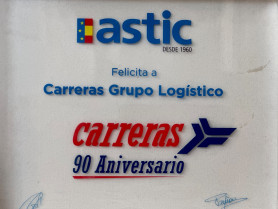 astic
DESDE 1960
Felicita a
Carreras Grupo Logístico
carreras
90 Aniversario